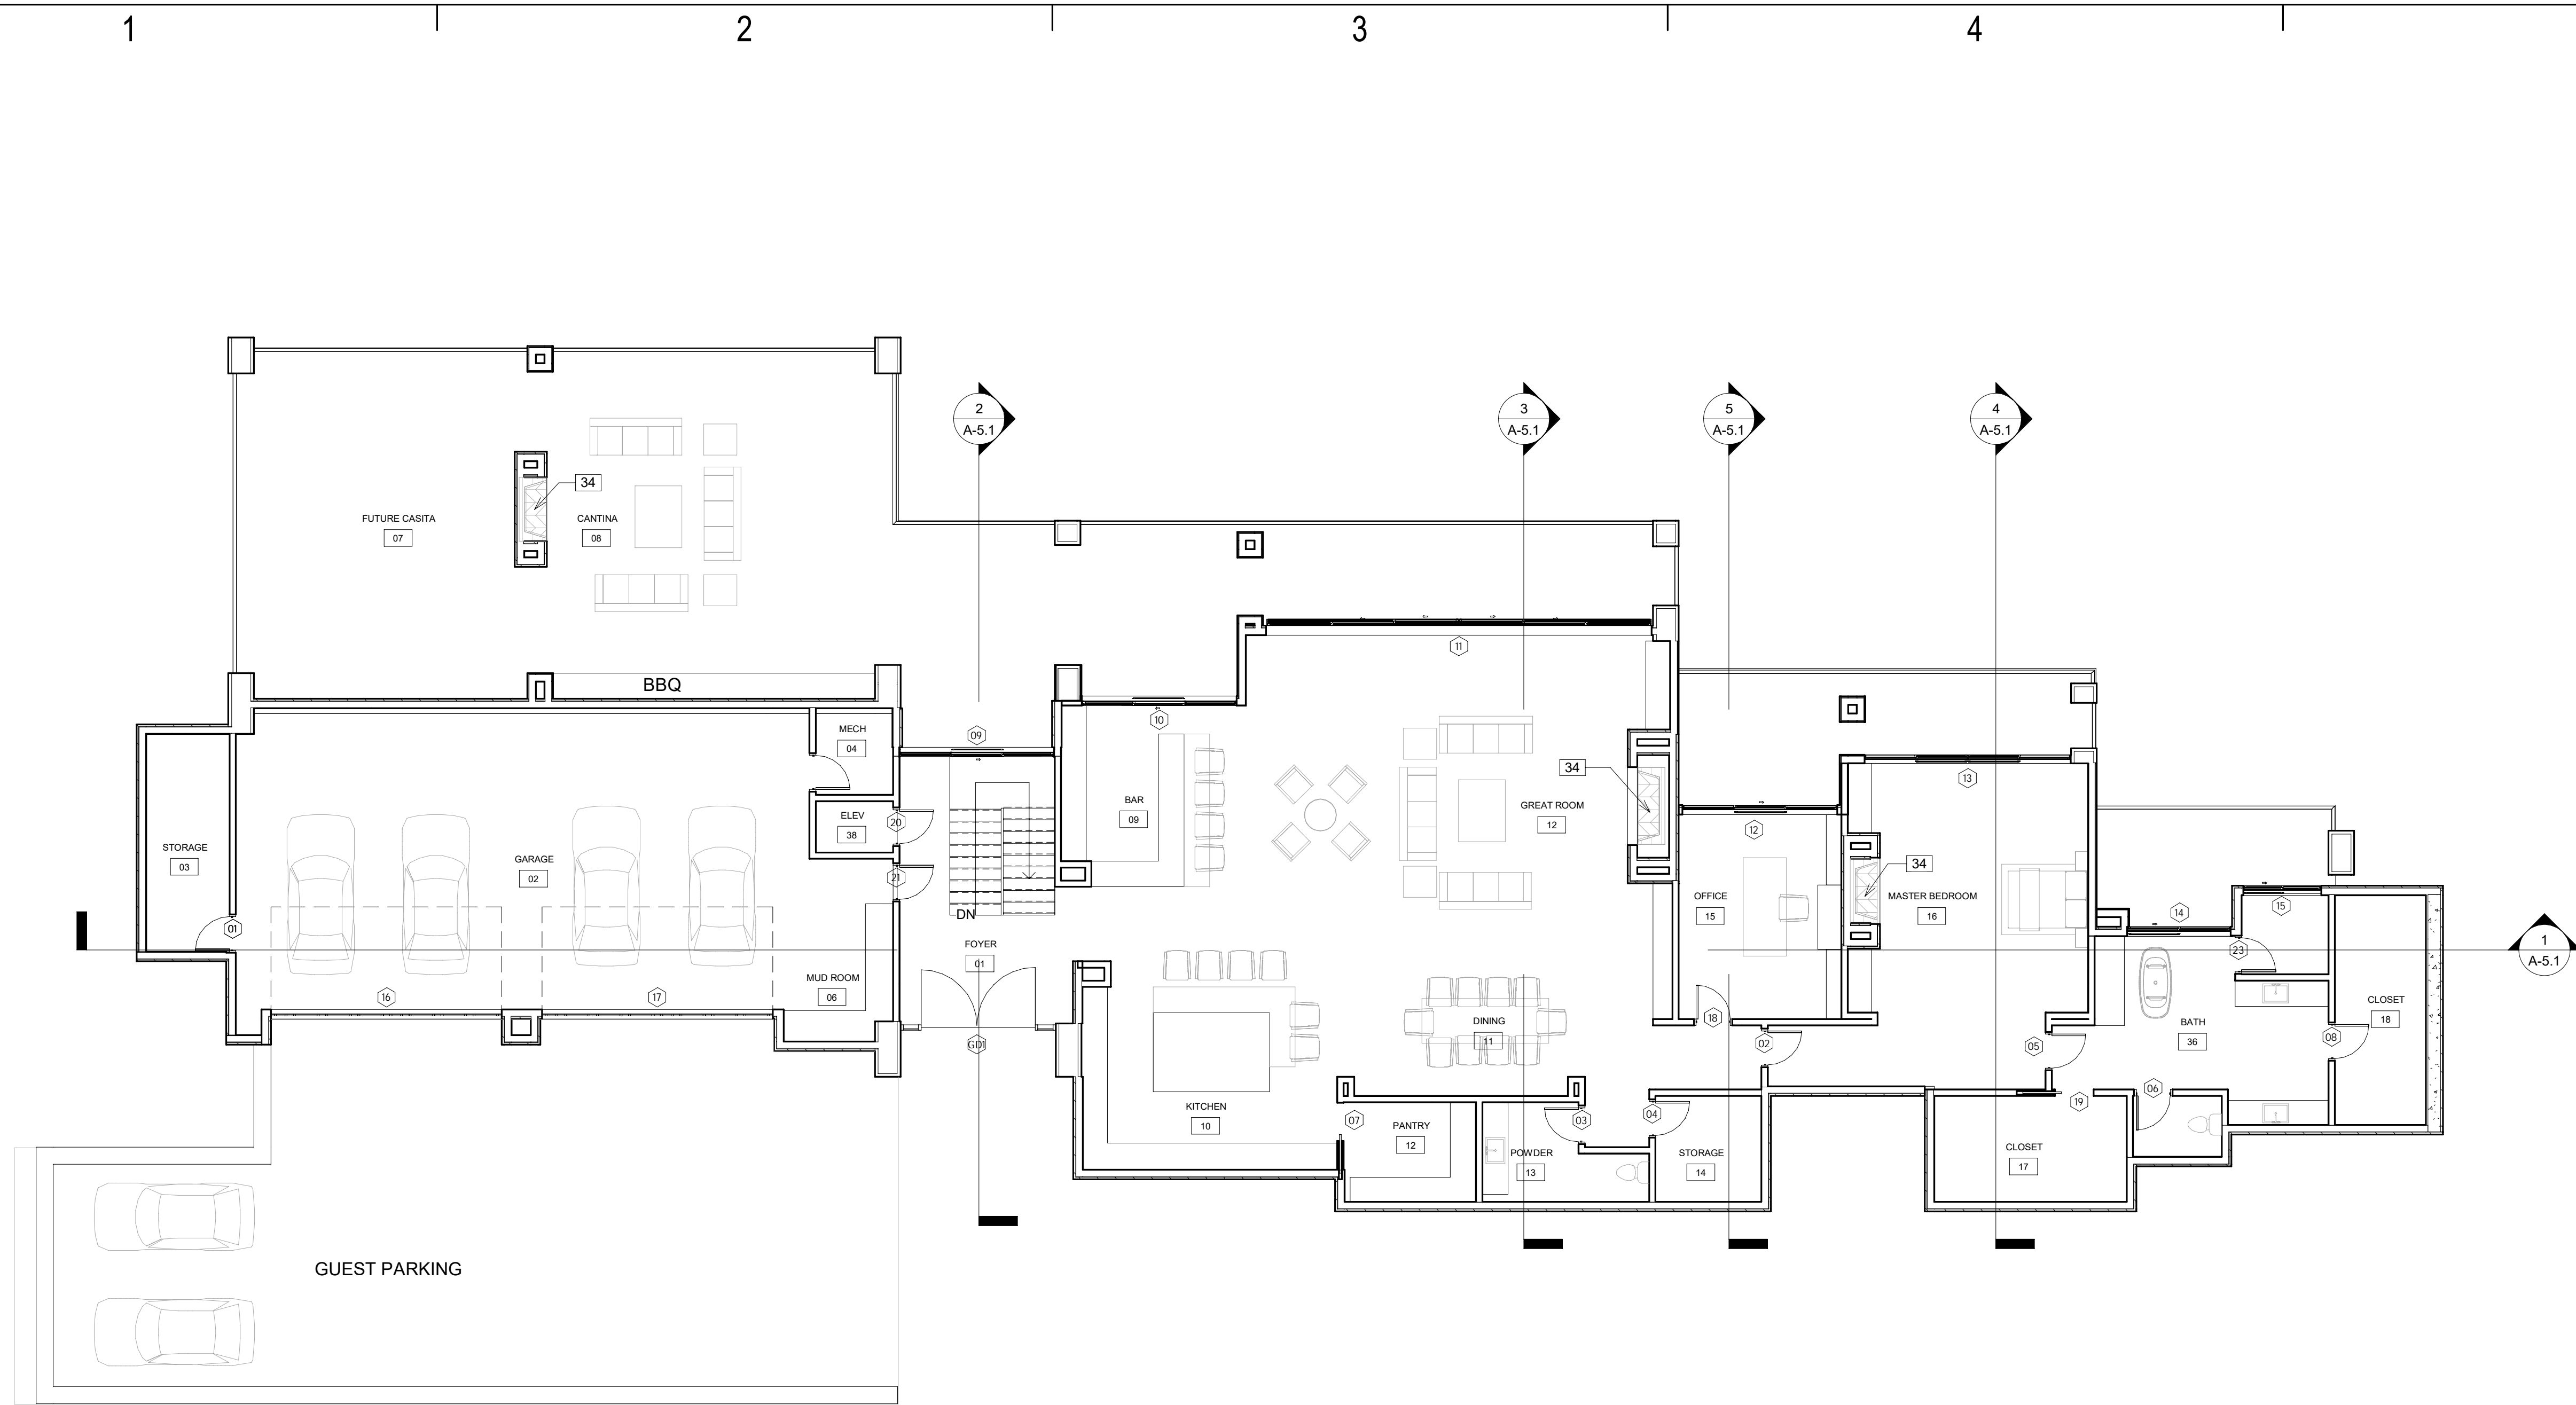 1
2
3
4
2
A-5.1
3
A-5.1
5
A-5.1
4
A-5.1
34
FUTURE CASITA
07
CANTINA
08
11
BBQ
10
MECH
04
09
34
13
BAR
09
GREAT ROOM
12
ELEV
38
20
12
STORAGE
03
GARAGE
02
21
34
OFFICE
15
MASTER BEDROOM
16
DN
14
15
01
FOYER
01
23
1
A-5.1
MUD ROOM
06
16
17
CLOSET
18
DINING
11
18
BATH
36
GD1
02
05
08
06
KITCHEN
10
07
PANTRY
12
03
04
19
POWDER
13
STORAGE
14
CLOSET
17
GUEST PARKING